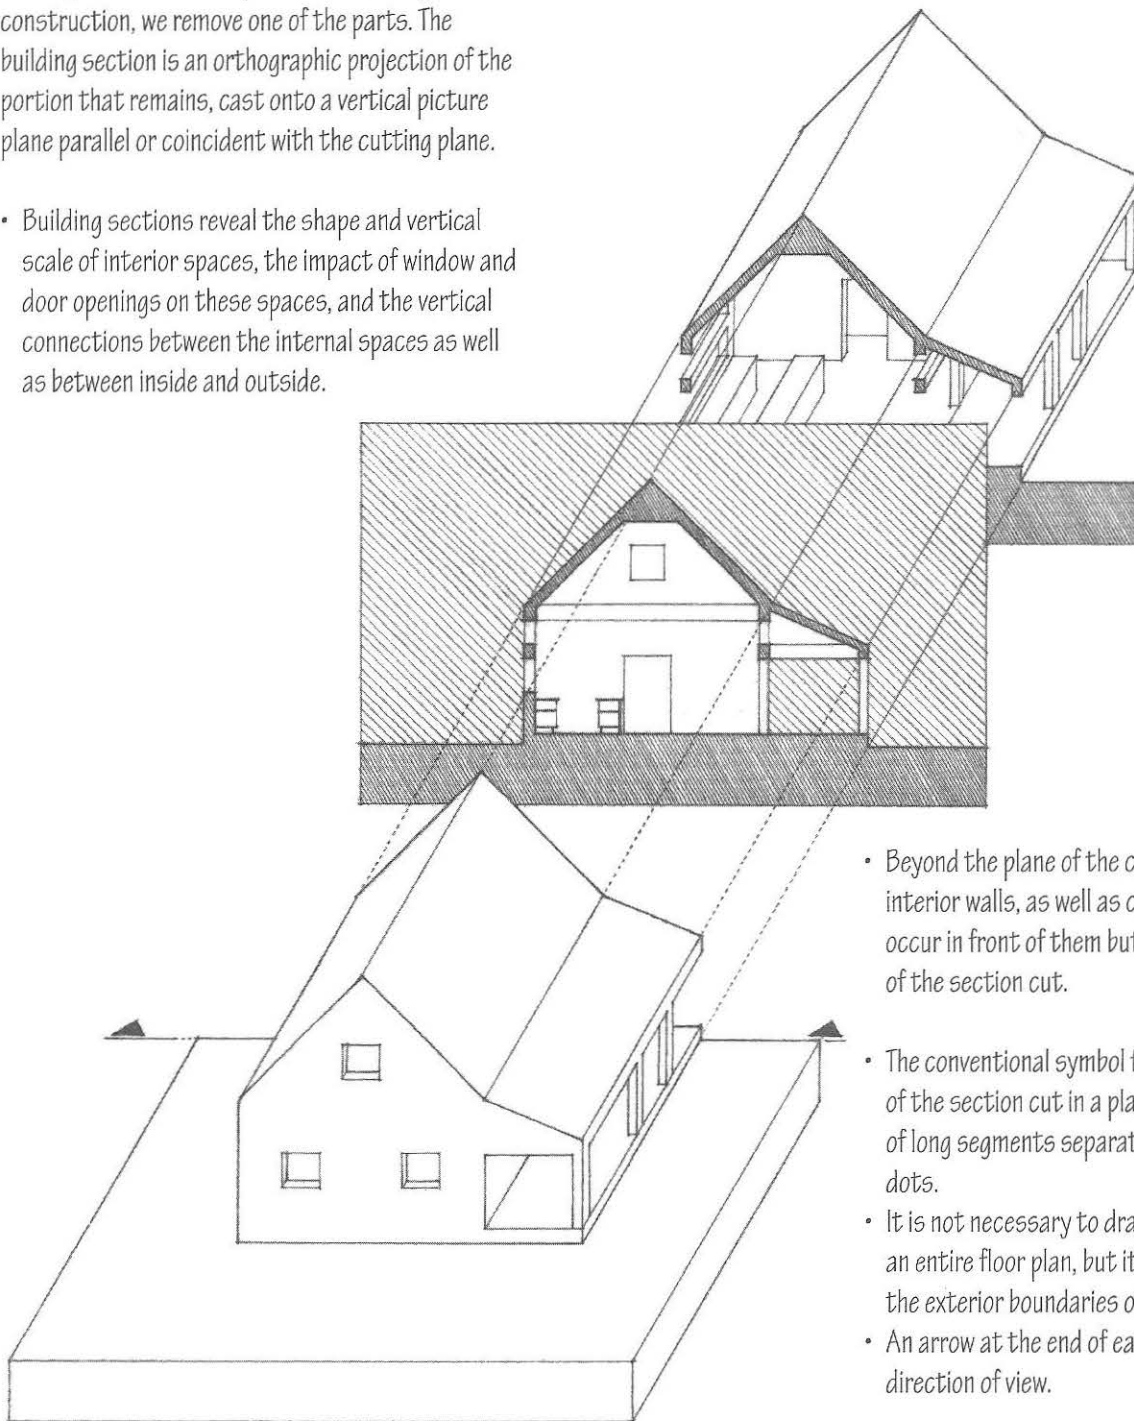 construction, we remove one of the parts. The
building section is an orthographic projection of the
portion that remains, cast onto a vertical picture
plane parallel or coincident with the cutting plane.
• Building sections reveal the shape and vertical
scale of interior spaces, the impact of window and
door openings on these spaces, and the vertical
connections between the internal spaces as well
as between inside and outside.
• Beyond the plane of the
interior walls, as well as
occur in front of them
of the section cut.
• The conventional symbol
of the section cut in a
of long segments
dots.
• It is not necessary to
an entire floor plan, but
the exterior boundaries
• An arrow at the end of
direction of view.